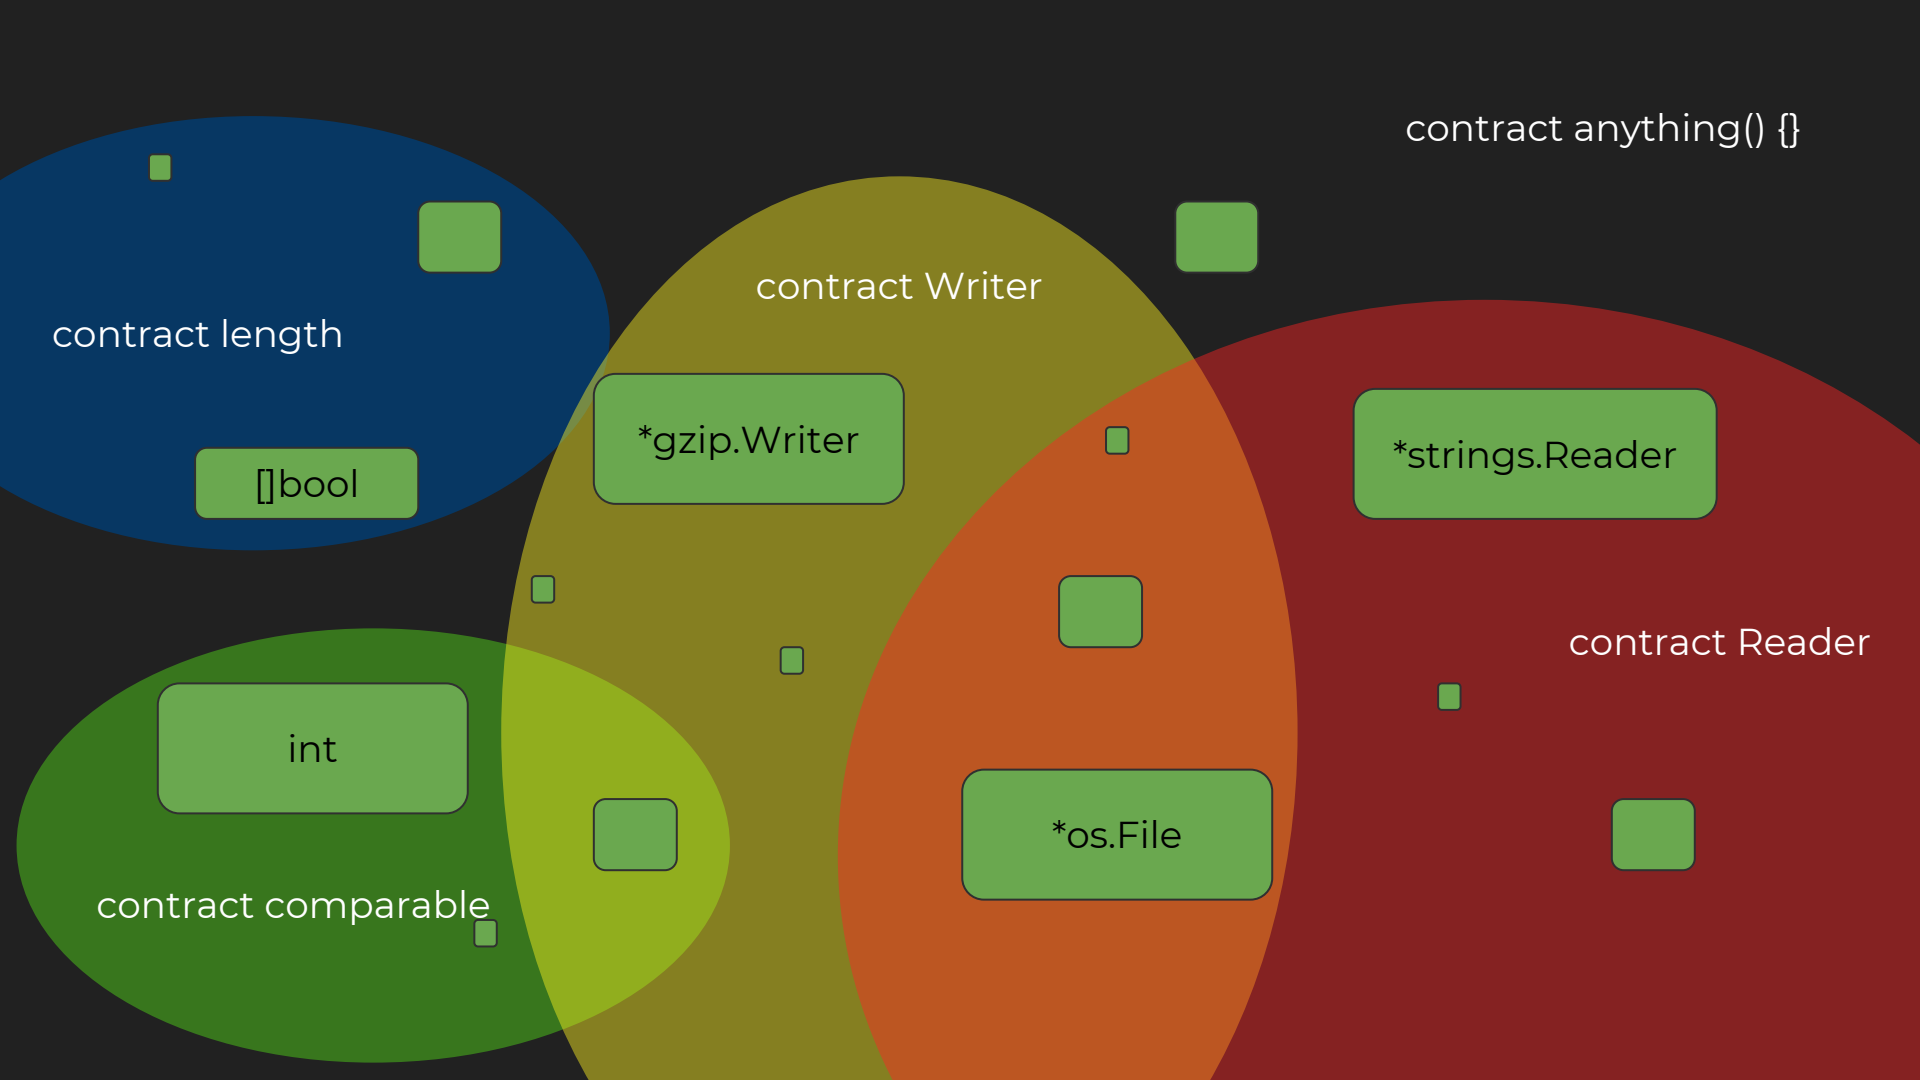 contract anything() {}
contract Writer
contract length
*gzip.Writer
*strings.Reader
[]bool
contract Reader
int
*os.File
contract comparable